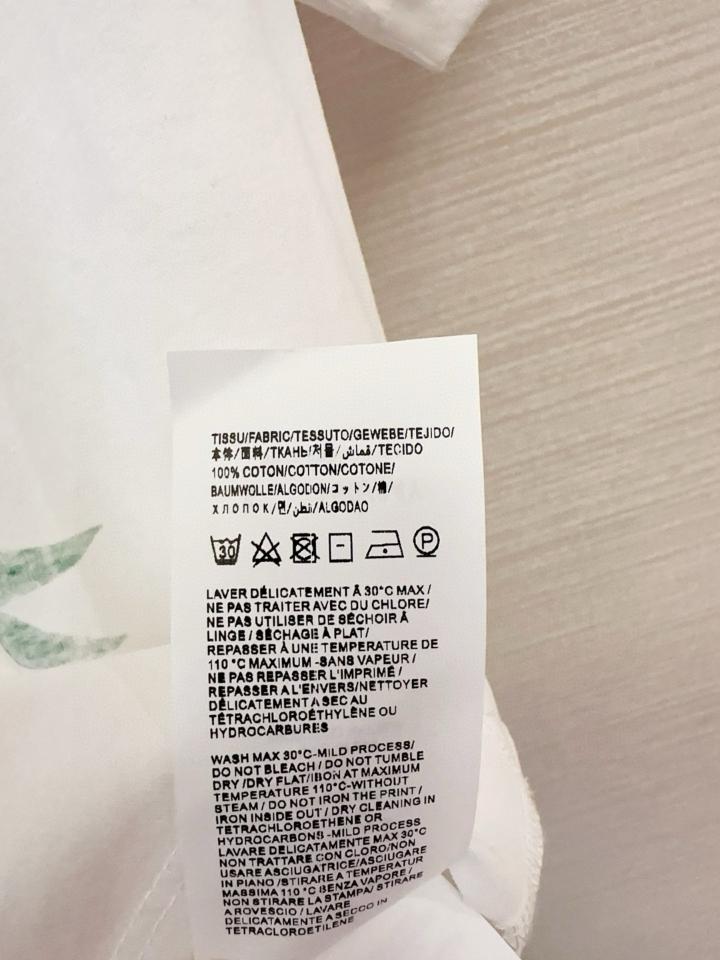 TISSU/FABRIC/TESSUTO/GEWEBE/TEJIDO/
本体/面料/ТКАНЬ/저률/قماش/TECIDO
100% COTON/COTTON/COTONE/
BAUMWOLLE/ALGODON/コットン/棉/
хлопок/면/قطن/ALGODAO
30
P
LAVER DÉLICATEMENT À 30°C MAX /
NE PAS TRAITER AVEC DU CHLORE/
NE PAS UTILISER DE SÉCHOIR À
LINGE / SÉCHAGE À PLAT/
REPASSER À UNE TEMPERATURE DE
110 °C MAXIMUM -SANS VAPEUR /
NE PAS REPASSER L'IMPRIMÉ /
REPASSER A L'ENVERS/NETTOYER
DÉLICATEMENT A SEC AU
TÉTRACHLOROÉTHYLÈNE OU
HYDROCARBURES
WASH MAX 30°C-MILD PROCESS/
DO NOT BLEACH / DO NOT TUMBLE
DRY /DRY FLAT/IRON AT MAXIMUM
TEMPERATURE 110°C-WITHOUT
STEAM / DO NOT IRON THE PRINT /
IRON INSIDE OUT / DRY CLEANING IN
TETRACHLOROETHENE OR
HYDROCARBONS -MILD PROCESS
LAVARE DELICATAMENTE MAX 30°C
NON TRATTARE CON CLORO/NON
USARE ASCIUGATRICE/ASCIUGARE
IN PIANO /STIRARE A TEMPERATUR
MASSIMA 110 °C SENZA VAPORE /
NON STIRARE LA STAMPA/ STIRARE
A ROVESCIO / LAVARE
DELICATAMENTE A SECCO IN
TETRACLOROETILENE